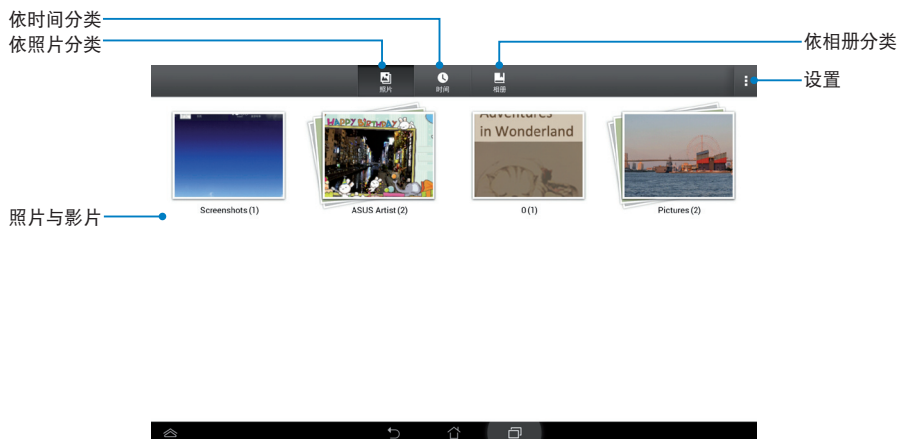 依时间分类
依照片分类
依相册分类
设置
照片
时间
相册
HAPPY BIRTHDAY
Adventures
in Wonderland
Screenshots (1)
ASUS Artist (2)
0 (1)
Pictures (2)
照片与影片